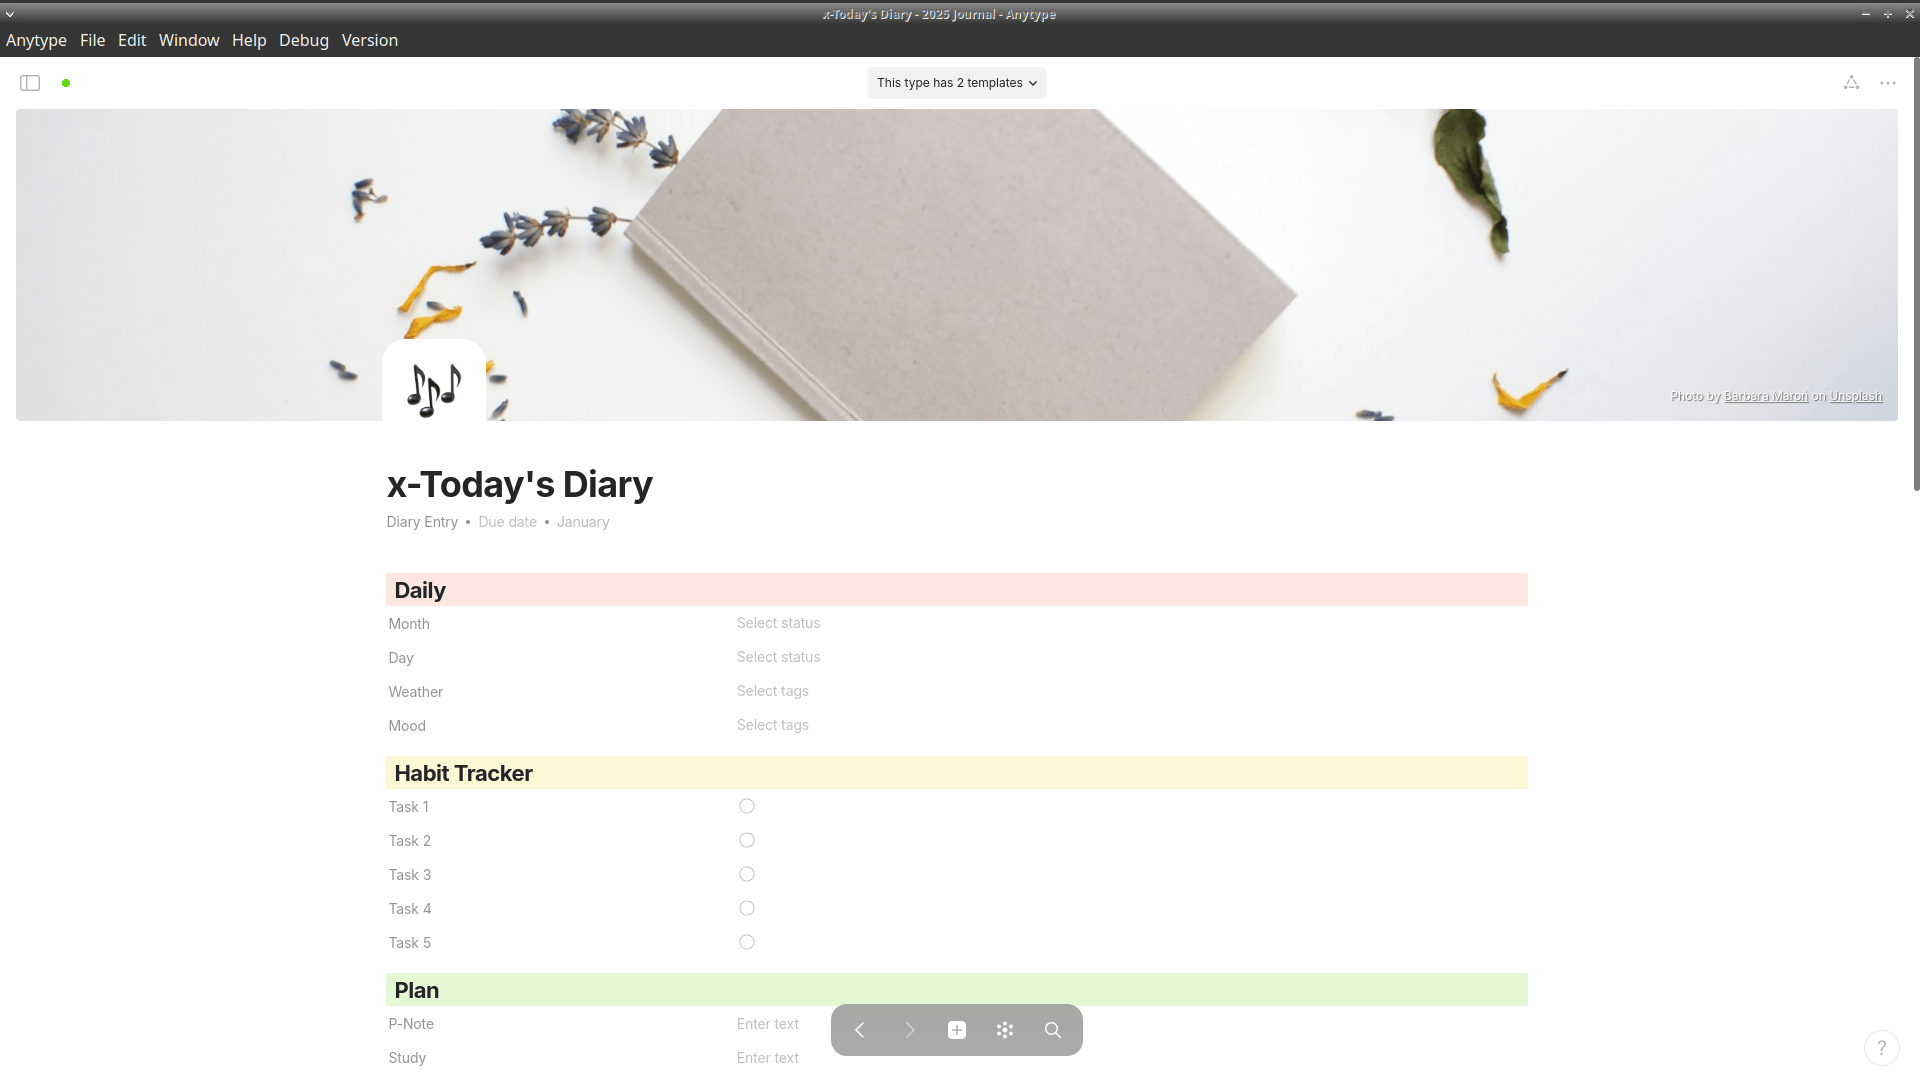 x-Today's Diary - 2025 Journal - Anytype
Anytype File Edit Window Help Debug Version
This type has 2 templates
Photo by Barbara Maroń on Unsplash
x-Today's Diary
Diary Entry • Due date • January
Daily
Month Select status
Day Select status
Weather Select tags
Mood Select tags
Habit Tracker
Task 1
Task 2
Task 3
Task 4
Task 5
Plan
P-Note Enter text
Study Enter text
?